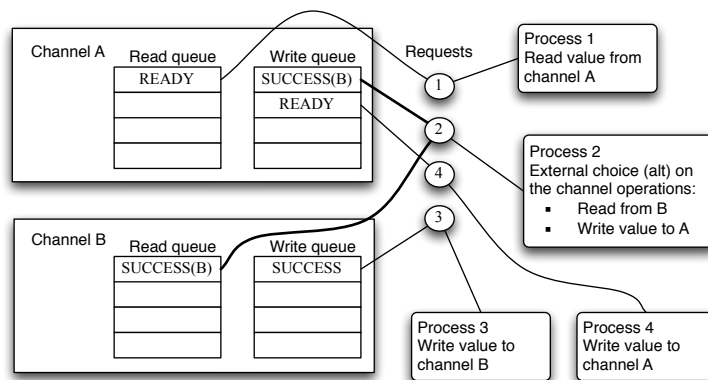 Channel A
Read queue
Write queue
READY
SUCCESS(B)
READY
Requests
1
2
4
3
Process 1
Read value from
channel A
Process 2
External choice (alt) on
the channel operations:
▪ Read from B
▪ Write value to A
Channel B
Read queue
Write queue
SUCCESS(B)
SUCCESS
Process 3
Write value to
channel B
Process 4
Write value to
channel A